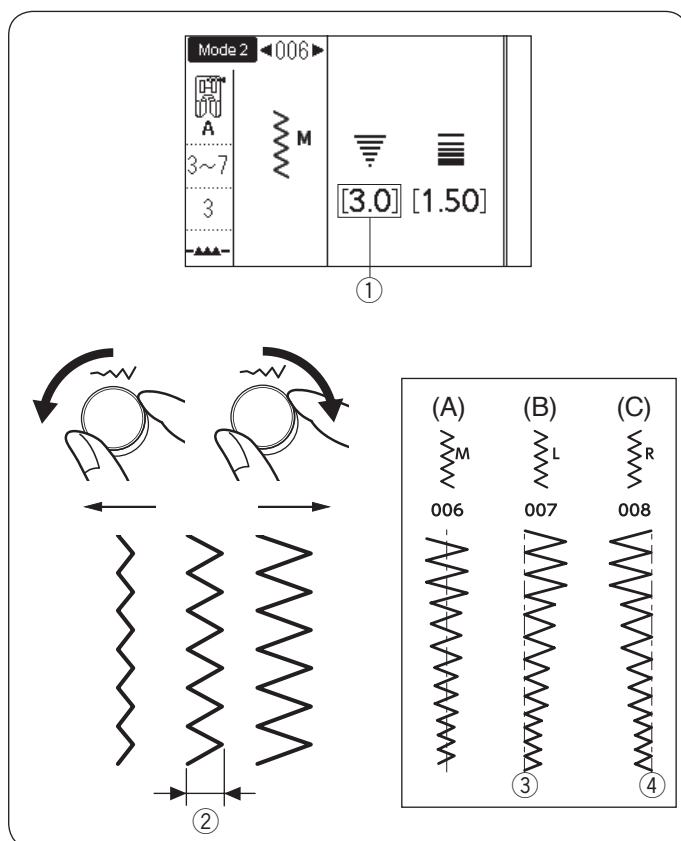 Mode 2 ◄006►
A
M
3~7
[3.0] [1.50]
3
①
(A) (B) (C)
M L R
006 007 008
② ③ ④